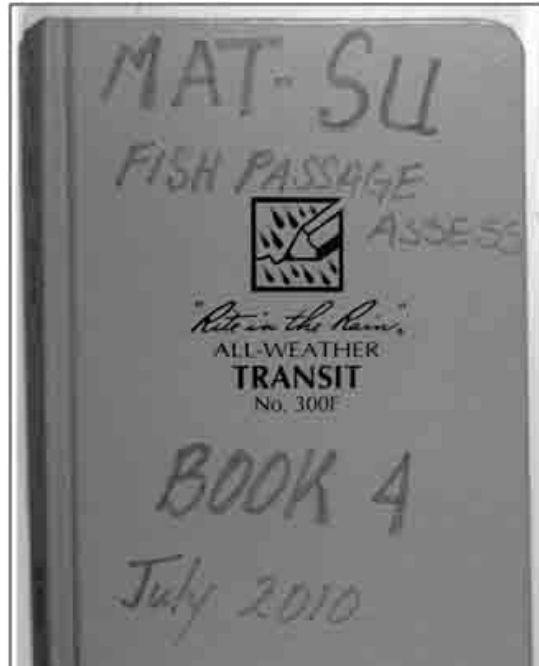 MAT-SU
FISH PASSAGE
ASSESS
"Rite in the Rain"
ALL-WEATHER
TRANSIT
No. 300F
BOOK 4
July 2010